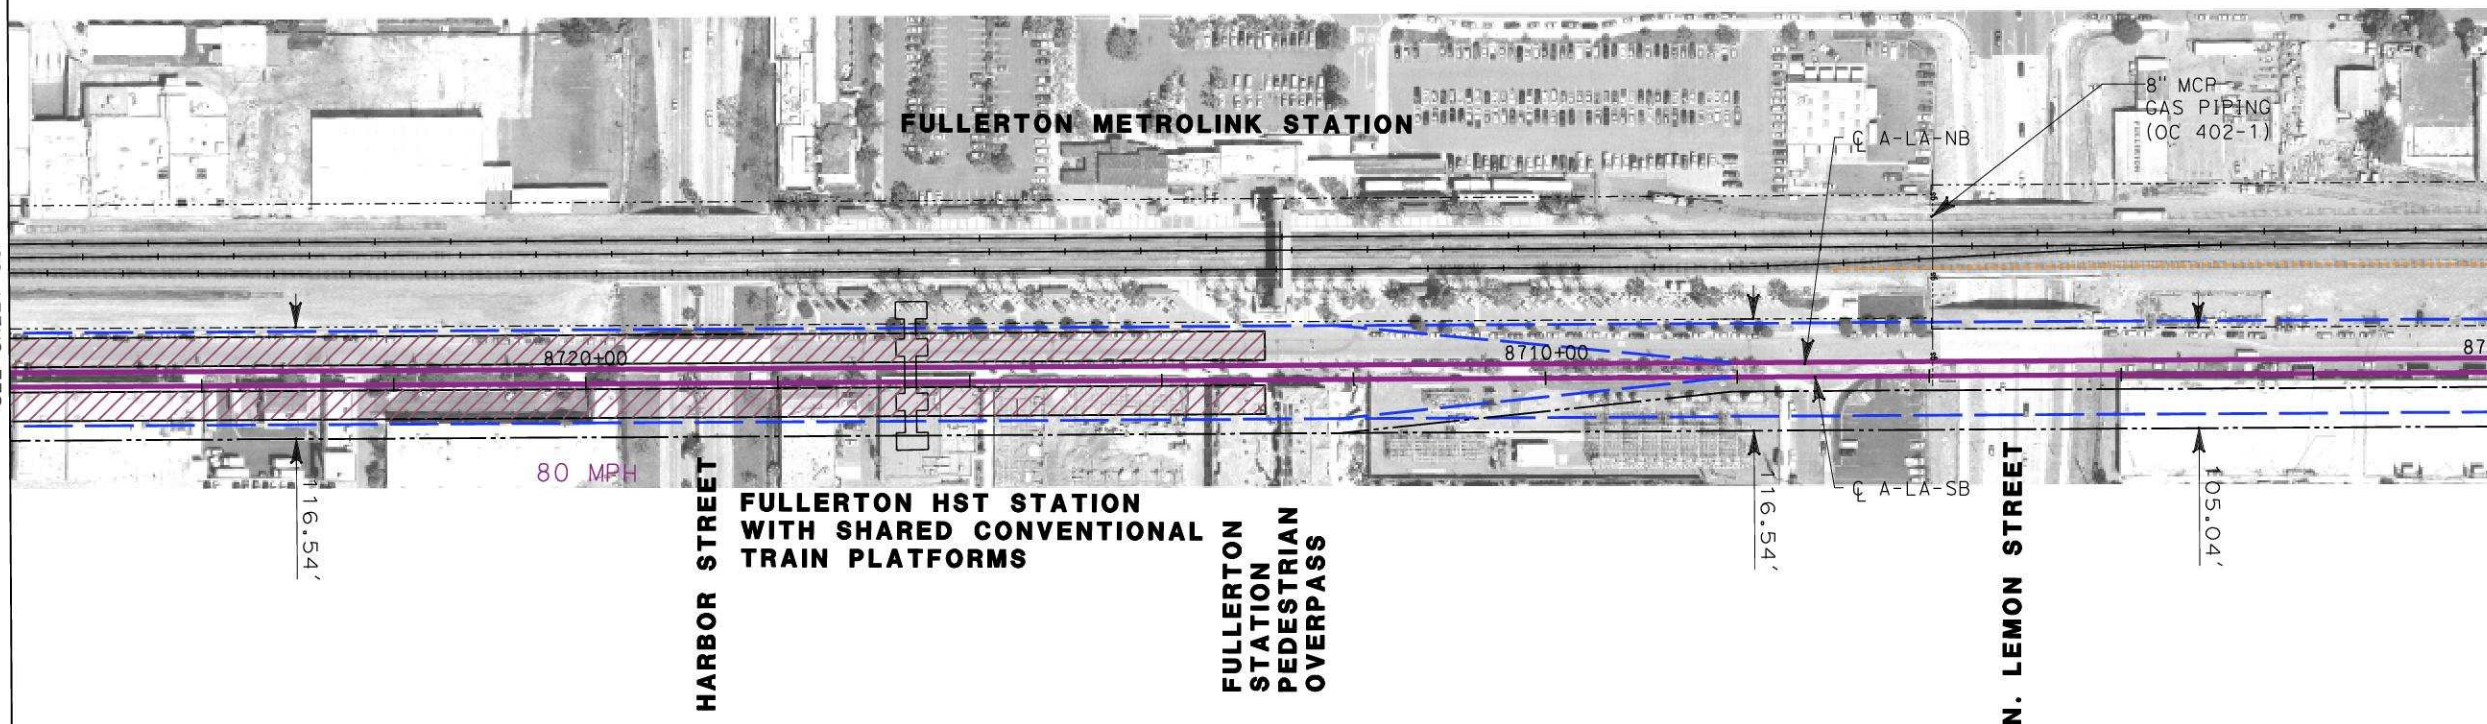 FULLERTON METROLINK STATION
8" MCP
GAS PIPING
(OC 402-1)
℄ A-LA-NB
8720+00
8710+00
87
80 MPH
℄ A-LA-SB
116.54'
116.54'
105.04'
HARBOR STREET
FULLERTON HST STATION
WITH SHARED CONVENTIONAL
TRAIN PLATFORMS
FULLERTON
STATION
PEDESTRIAN
OVERPASS
N. LEMON STREET